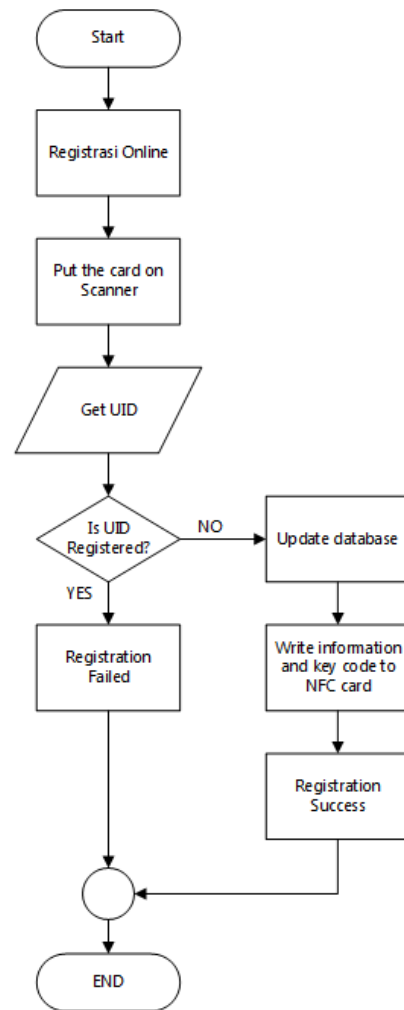 Start
Registrasi Online
Put the card on
Scanner
Get UID
Is UID
Registered?
NO
Update database
YES
Registration
Failed
Write information
and key code to
NFC card
Registration
Success
END